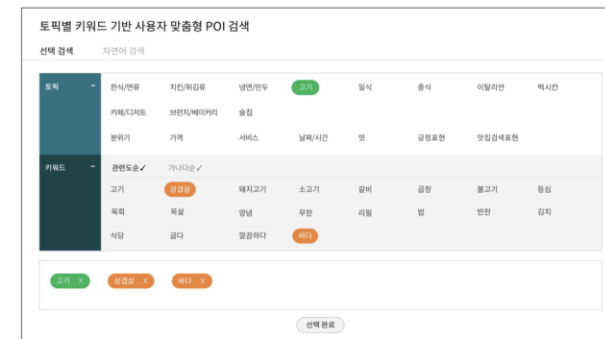 토픽별 키워드 기반 사용자 맞춤형 POI 검색
선택 검색 자연어 검색
토픽 − 한식/면류 치킨/튀김류 냉면/만두 고기 일식 중식 이탈리안 멕시칸
카페/디저트 브런치/베이커리 술집
분위기 가격 서비스 날짜/시간 맛 긍정표현 맛집검색표현
키워드 − 관련도순✓ 가나다순✓
고기 삼겹살 돼지고기 소고기 갈비 곱창 불고기 등심
육회 목살 양념 무한 리필 밥 반찬 김치
식당 굽다 깔끔하다 싸다
고기 X 삼겹살 X 싸다 X
선택 완료